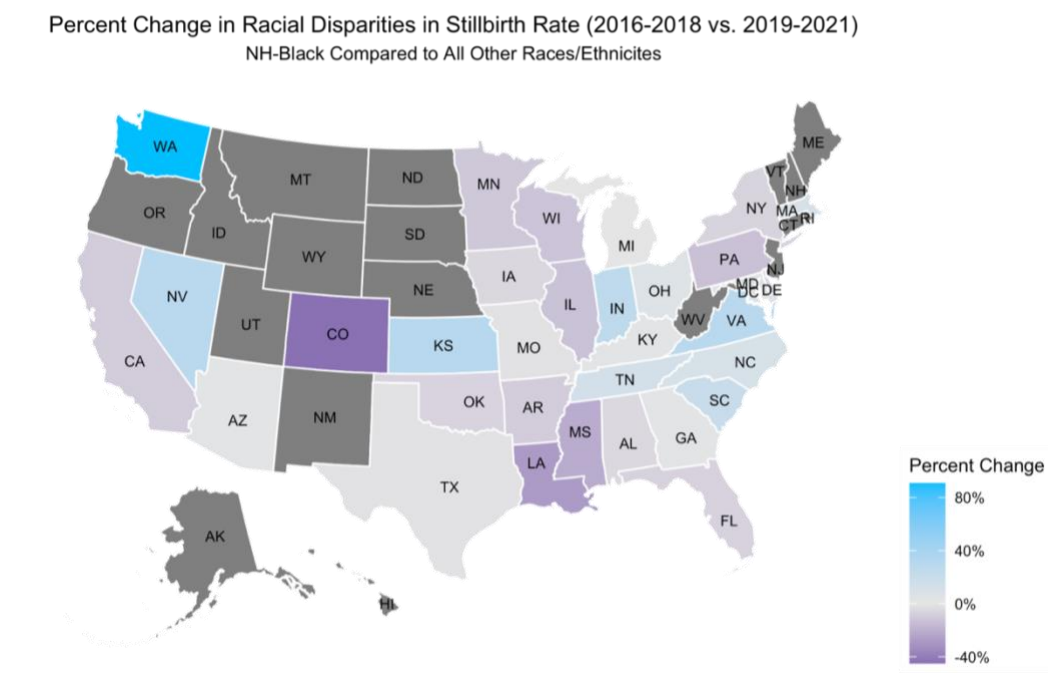 Percent Change in Racial Disparities in Stillbirth Rate (2016-2018 vs. 2019-2021)
NH-Black Compared to All Other Races/Ethnicites
WA
ME
MT
ND
VT
MN
NH
OR
WI
NY
MA
RI
ID
SD
CT
MI
WY
PA
NJ
IA
NE
OH
MD
DE
DC
NV
IL
IN
UT
CO
WV
VA
KS
MO
KY
CA
NC
TN
OK
AR
SC
AZ
NM
MS
AL
GA
LA
TX
FL
AK
HI
Percent Change
80%
40%
0%
-40%